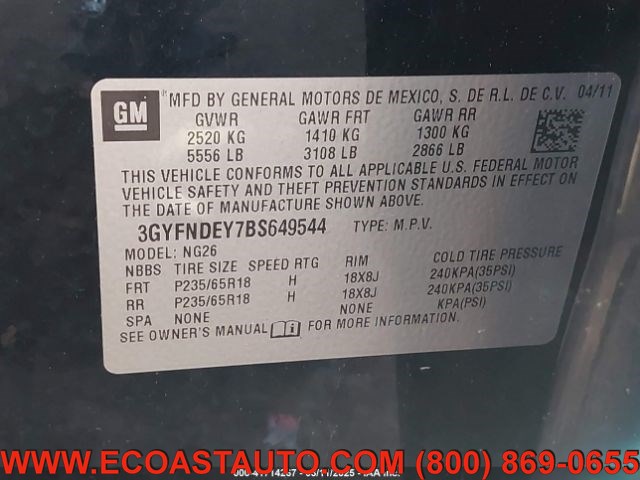 GM
MFD BY GENERAL MOTORS DE MEXICO, S. DE R.L. DE C.V. 04/11
GVWR GAWR FRT GAWR RR
2520 KG 1410 KG 1300 KG
5556 LB 3108 LB 2866 LB
THIS VEHICLE CONFORMS TO ALL APPLICABLE U.S. FEDERAL MOTOR
VEHICLE SAFETY AND THEFT PREVENTION STANDARDS IN EFFECT ON
THE DATE OF MANUFACTURE SHOWN ABOVE.
3GYFNDEY7BS649544 TYPE: M.P.V.
MODEL: NG26
NBBS TIRE SIZE SPEED RTG RIM COLD TIRE PRESSURE
FRT P235/65R18 H 18X8J 240KPA(35PSI)
RR P235/65R18 H 18X8J 240KPA(35PSI)
SPA NONE NONE KPA(PSI)
SEE OWNER'S MANUAL FOR MORE INFORMATION.
WWW.ECOASTAUTO.COM (800) 869-0655